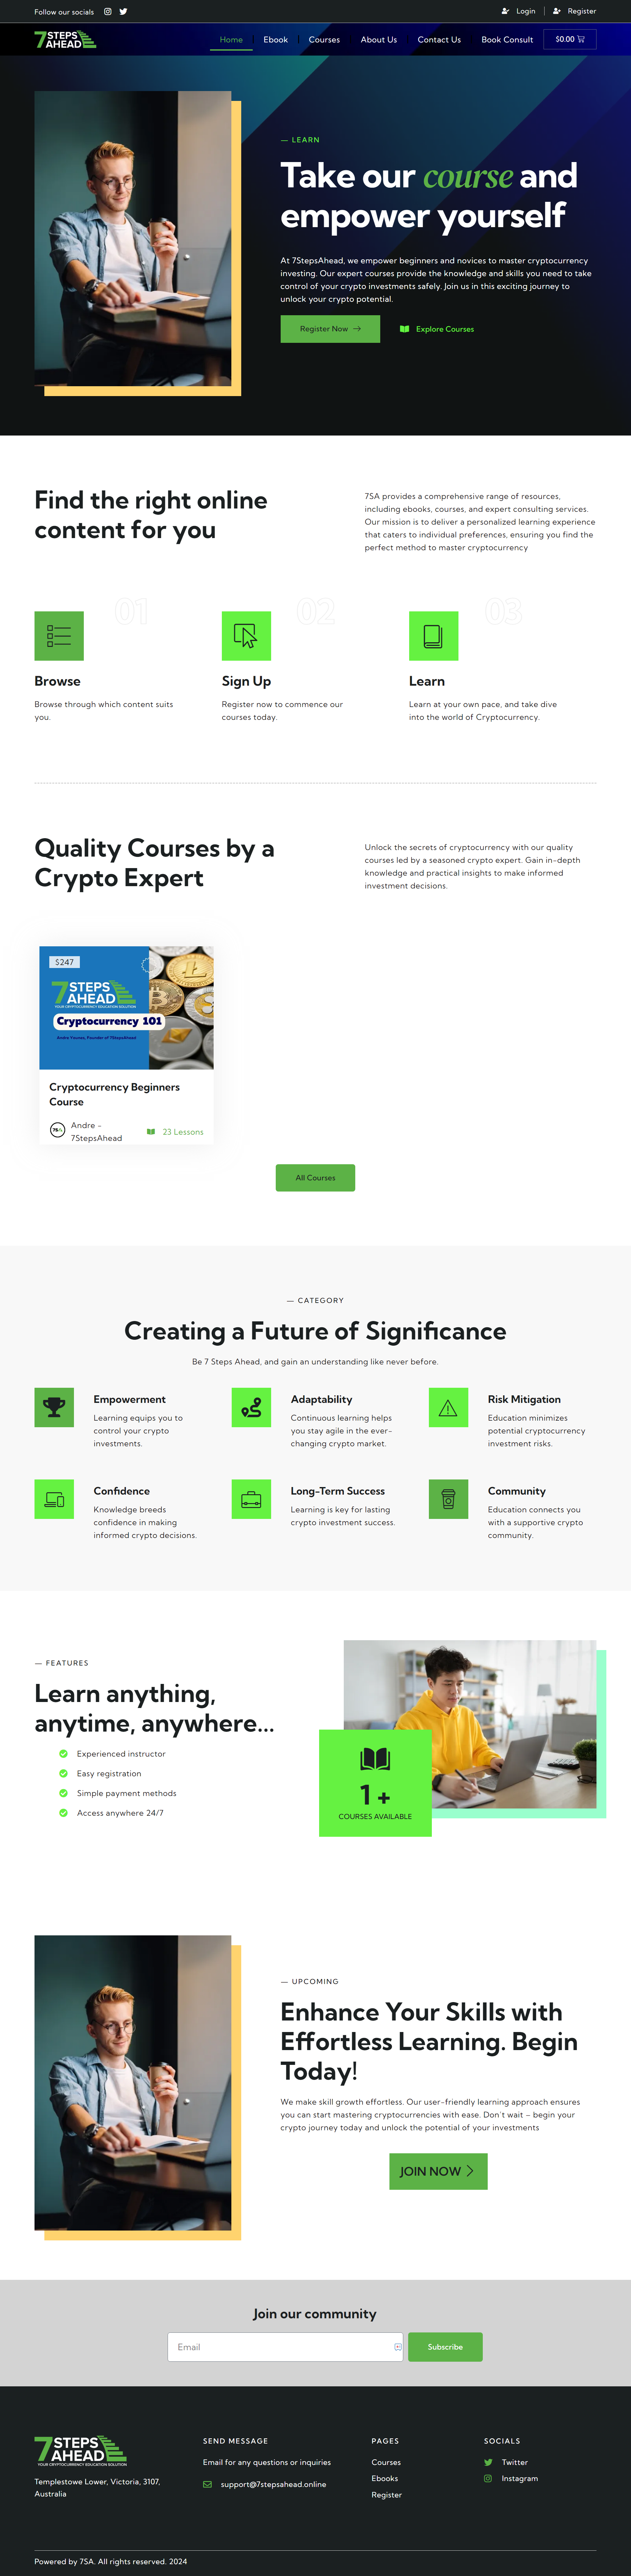 Follow our socials
Login
Register
7 STEPS
AHEAD
Home
Ebook
Courses
About Us
Contact Us
Book Consult
$0.00
— LEARN
Take our course and
empower yourself
At 7StepsAhead, we empower beginners and novices to master cryptocurrency
investing. Our expert courses provide the knowledge and skills you need to take
control of your crypto investments safely. Join us in this exciting journey to
unlock your crypto potential.
Register Now
Explore Courses
Find the right online
content for you
7SA provides a comprehensive range of resources,
including ebooks, courses, and expert consulting services.
Our mission is to deliver a personalized learning experience
that caters to individual preferences, ensuring you find the
perfect method to master cryptocurrency
01
02
03
Browse
Browse through which content suits
you.
Sign Up
Register now to commence our
courses today.
Learn
Learn at your own pace, and take dive
into the world of Cryptocurrency.
Quality Courses by a
Crypto Expert
Unlock the secrets of cryptocurrency with our quality
courses led by a seasoned crypto expert. Gain in-depth
knowledge and practical insights to make informed
investment decisions.
$247
7 STEPS
AHEAD
YOUR CRYPTOCURRENCY EDUCATION SOLUTION
Cryptocurrency 101
Andre Younes, Founder of 7StepsAhead
Cryptocurrency Beginners
Course
Andre -
7StepsAhead
23 Lessons
All Courses
— CATEGORY
Creating a Future of Significance
Be 7 Steps Ahead, and gain an understanding like never before.
Empowerment
Learning equips you to
control your crypto
investments.
Adaptability
Continuous learning helps
you stay agile in the ever-
changing crypto market.
Risk Mitigation
Education minimizes
potential cryptocurrency
investment risks.
Confidence
Knowledge breeds
confidence in making
informed crypto decisions.
Long-Term Success
Learning is key for lasting
crypto investment success.
Community
Education connects you
with a supportive crypto
community.
— FEATURES
Learn anything,
anytime, anywhere...
Experienced instructor
Easy registration
Simple payment methods
Access anywhere 24/7
1 +
COURSES AVAILABLE
— UPCOMING
Enhance Your Skills with
Effortless Learning. Begin
Today!
We make skill growth effortless. Our user-friendly learning approach ensures
you can start mastering cryptocurrencies with ease. Don't wait – begin your
crypto journey today and unlock the potential of your investments
JOIN NOW
Join our community
Email
Subscribe
7 STEPS
AHEAD
YOUR CRYPTOCURRENCY EDUCATION SOLUTION
Templestowe Lower, Victoria, 3107,
Australia
SEND MESSAGE
Email for any questions or inquiries
support@7stepsahead.online
PAGES
Courses
Ebooks
Register
SOCIALS
Twitter
Instagram
Powered by 7SA. All rights reserved. 2024